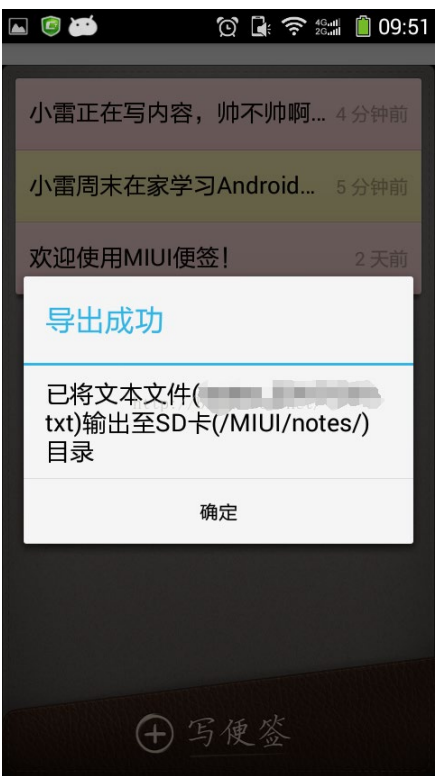 4G
2G
09:51
小雷正在写内容，帅不帅啊... 4 分钟前
小雷周末在家学习Android... 5 分钟前
欢迎使用MIUI便签！ 2 天前
导出成功
已将文本文件(
txt)输出至SD卡(/MIUI/notes/)
目录
确定
写便签